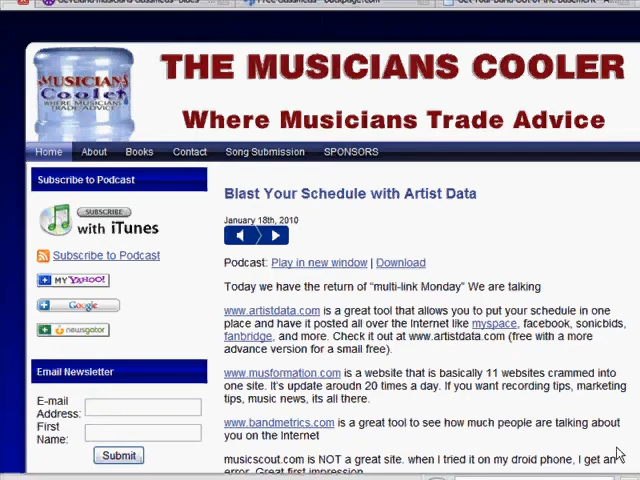 Cleveland musicians classifieds
THE MUSICIANS COOLER
MUSICIANS
Cooler
WHERE MUSICIANS
TRADE ADVICE
Where Musicians Trade Advice
Home About Books Contact Song Submission SPONSORS
Subscribe to Podcast
Blast Your Schedule with Artist Data
January 18th, 2010
SUBSCRIBE
with iTunes
Subscribe to Podcast
MY YAHOO!
Google
newsgator
Podcast: Play in new window | Download
Today we have the return of "multi-link Monday" We are talking
www.artistdata.com is a great tool that allows you to put your schedule in one
place and have it posted all over the Internet like myspace, facebook, sonicbids,
fanbridge, and more. Check it out at www.artistdata.com (free with a more
advance version for a small free).
www.musformation.com is a website that is basically 11 websites crammed into
one site. It's update aroudn 20 times a day. If you want recording tips, marketing
tips, music news, its all there.
www.bandmetrics.com is a great tool to see how much people are talking about
you on the Internet
musicscout.com is NOT a great site. when I tried it on my droid phone, I get an
error. Great first impression
Email Newsletter
E-mail
Address:
First
Name:
Submit